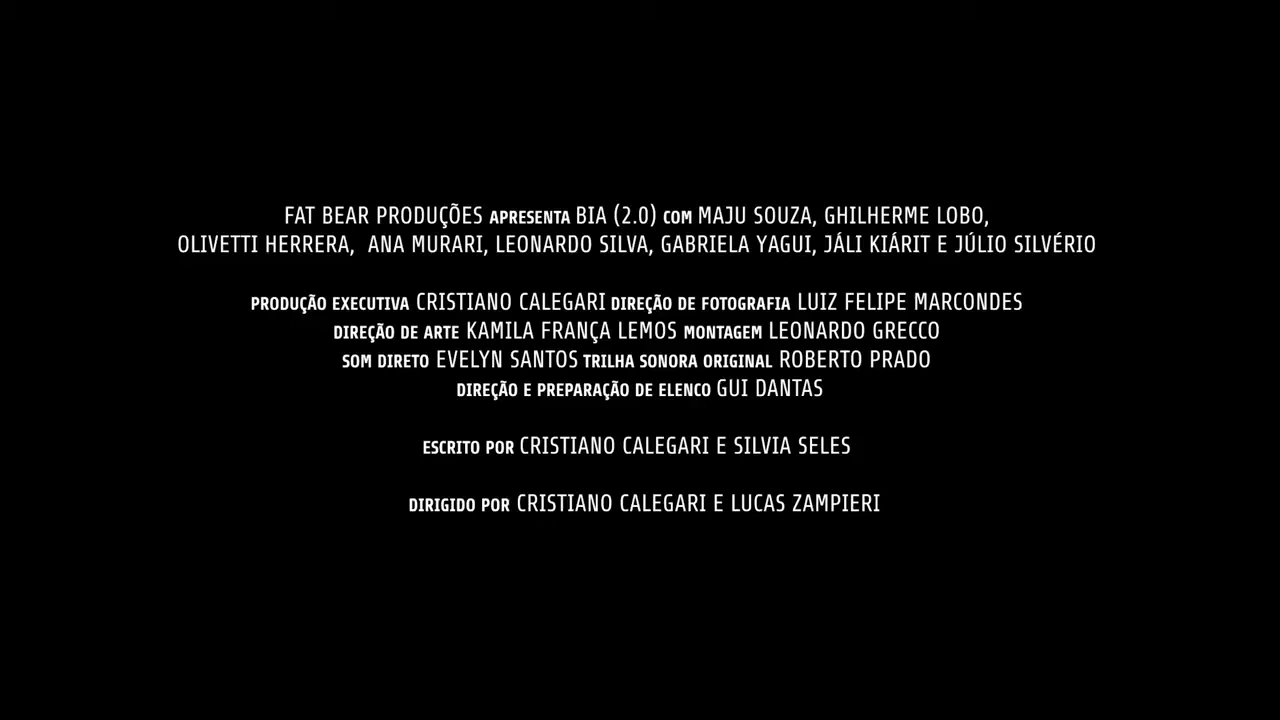 FAT BEAR PRODUÇÕES APRESENTA BIA (2.0) COM MAJU SOUZA, GHILHERME LOBO,
OLIVETTI HERRERA, ANA MURARI, LEONARDO SILVA, GABRIELA YAGUI, JÁLI KIÁRIT E JÚLIO SILVÉRIO
PRODUÇÃO EXECUTIVA CRISTIANO CALEGARI DIREÇÃO DE FOTOGRAFIA LUIZ FELIPE MARCONDES
DIREÇÃO DE ARTE KAMILA FRANÇA LEMOS MONTAGEM LEONARDO GRECCO
SOM DIRETO EVELYN SANTOS TRILHA SONORA ORIGINAL ROBERTO PRADO
DIREÇÃO E PREPARAÇÃO DE ELENCO GUI DANTAS
ESCRITO POR CRISTIANO CALEGARI E SILVIA SELES
DIRIGIDO POR CRISTIANO CALEGARI E LUCAS ZAMPIERI